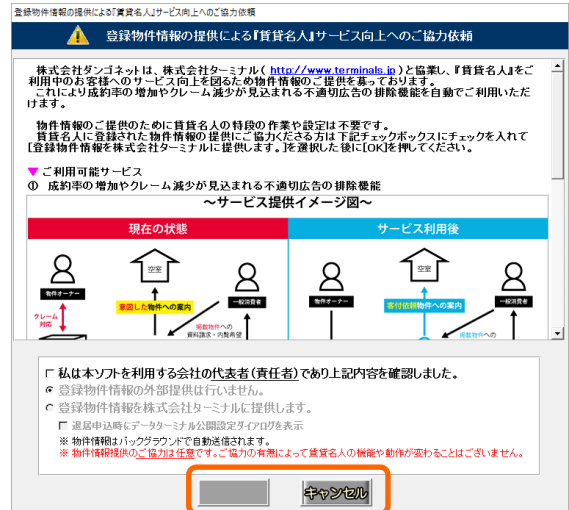 登録物件情報の提供による｢賃貸名人｣サービス向上へのご協力依頼
登録物件情報の提供による『賃貸名人』サービス向上へのご協力依頼
株式会社ダンゴネットは、株式会社ターミナル( http://www.terminals.jp )と協業し、『賃貸名人』をご
利用中のお客様へのサービス向上を図るため物件情報のご提供を募っております。
これにより成約率の増加やクレーム減少が見込まれる不適切広告の排除機能を自動でご利用いただ
けます。
物件情報のご提供のために賃貸名人の特段の作業や設定は不要です。
賃貸名人に登録された物件情報の提供にご協力くださる方は下記チェックボックスにチェックを入れて
[登録物件情報を株式会社ターミナルに提供します。]を選択した後に[OK]を押してください。
▼ご利用可能サービス
① 成約率の増加やクレーム減少が見込まれる不適切広告の排除機能
～サービス提供イメージ図～
現在の状態
サービス利用後
空室
空室
物件オーナー
意図した物件への案内
一般消費者
物件オーナー
客付依頼物件への案内
一般消費者
クレーム
対応
掲載物件への
資料請求・内覧希望
掲載物件への
私は本ソフトを利用する会社の代表者(責任者)であり上記内容を確認しました。
登録物件情報の外部提供は行いません。
登録物件情報を株式会社ターミナルに提供します。
退居申込時にデータターミナル公開設定ダイアログを表示
※ 物件情報はバックグラウンドで自動送信されます。
※ 物件情報提供のご協力は任意です。ご協力の有無によって賃貸名人の機能や動作が変わることはございません。
キャンセル